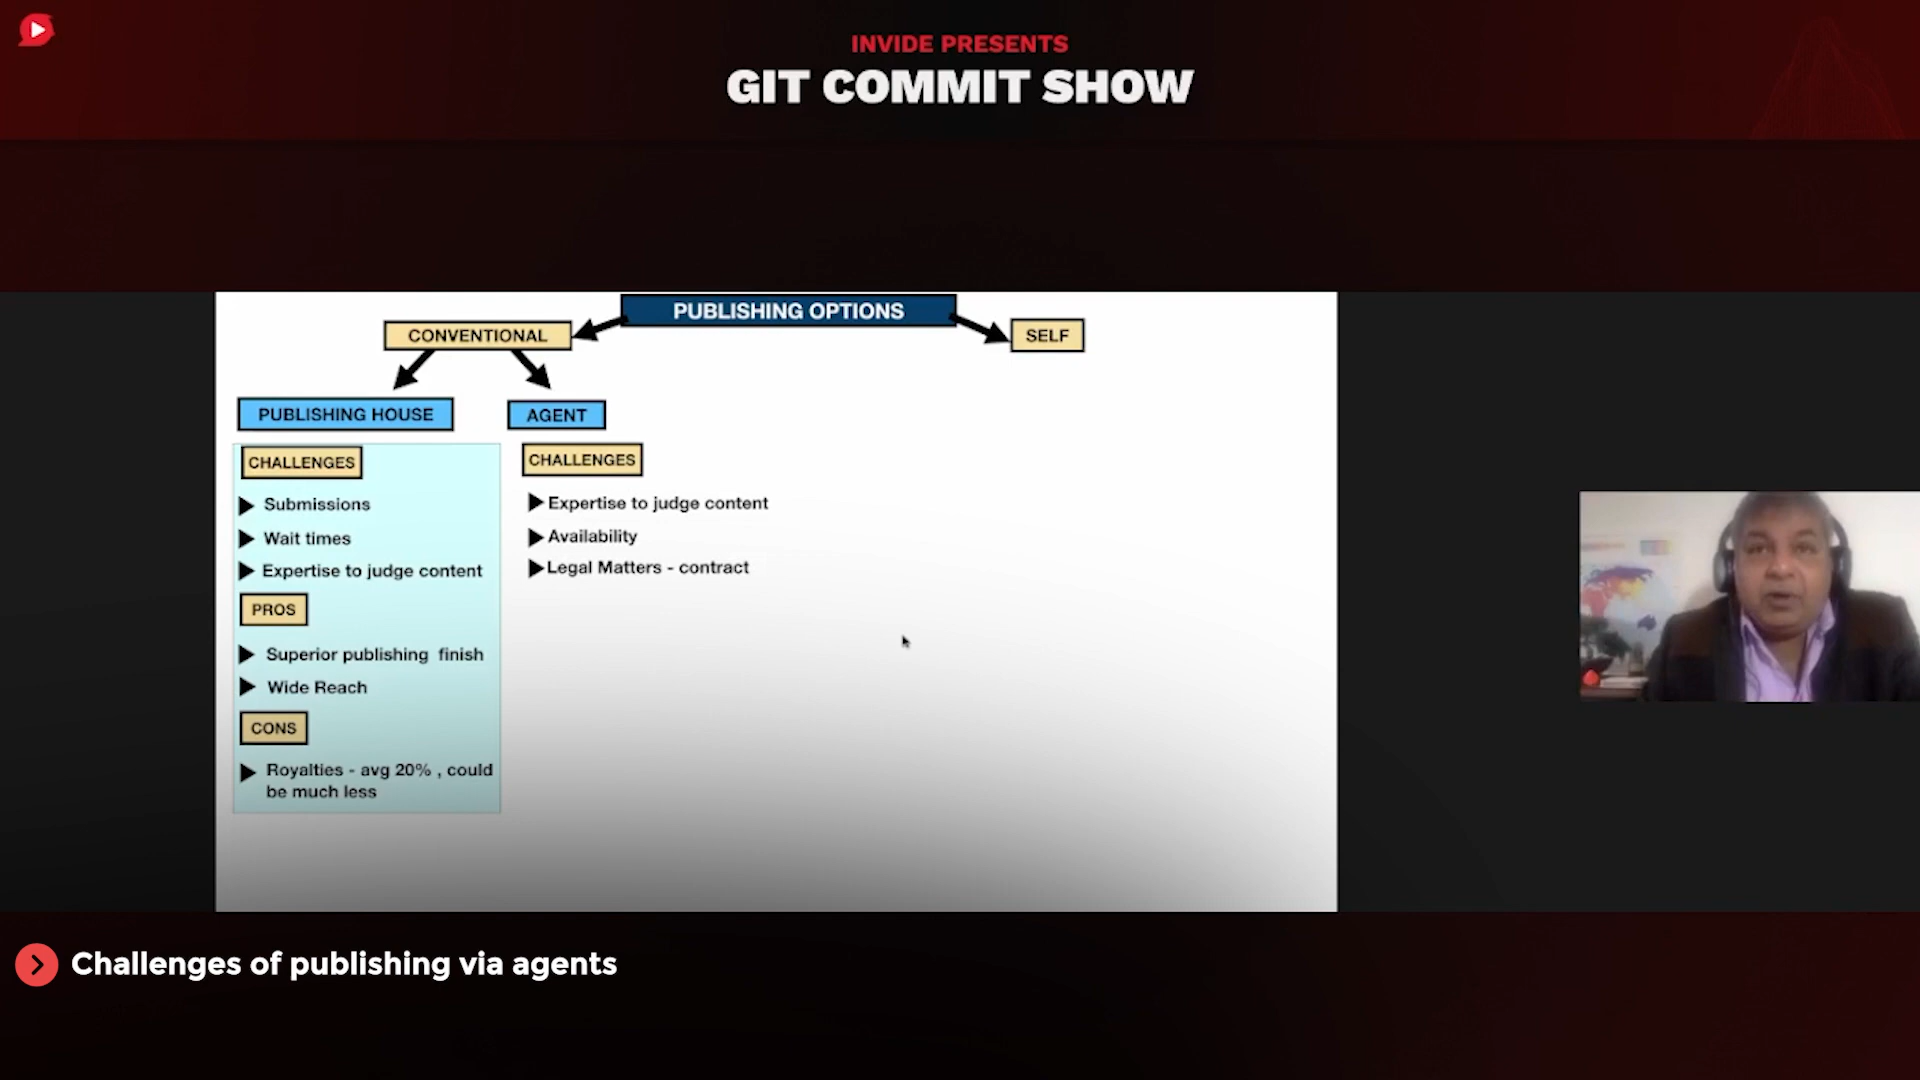 INVIDE PRESENTS
GIT COMMIT SHOW
PUBLISHING OPTIONS
CONVENTIONAL
SELF
PUBLISHING HOUSE
AGENT
CHALLENGES
Submissions
Wait times
Expertise to judge content
PROS
Superior publishing finish
Wide Reach
CONS
Royalties - avg 20% , could
be much less
CHALLENGES
Expertise to judge content
Availability
Legal Matters - contract
Challenges of publishing via agents